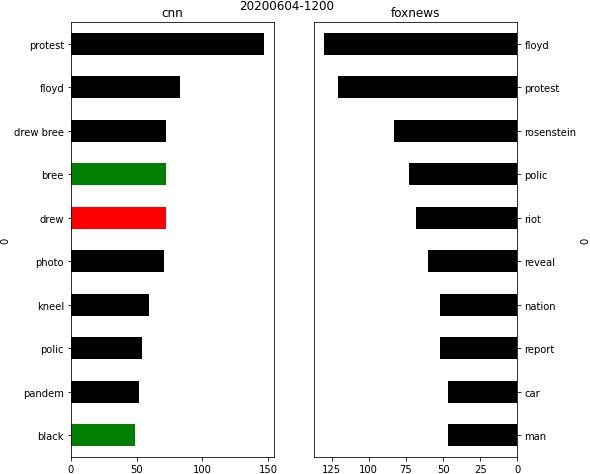 20200604-1200
cnn
protest
floyd
drew bree
bree
drew
photo
kneel
polic
pandem
black
0
0 50 100 150
foxnews
floyd
protest
rosenstein
polic
riot
reveal
nation
report
car
man
0
125 100 75 50 25 0